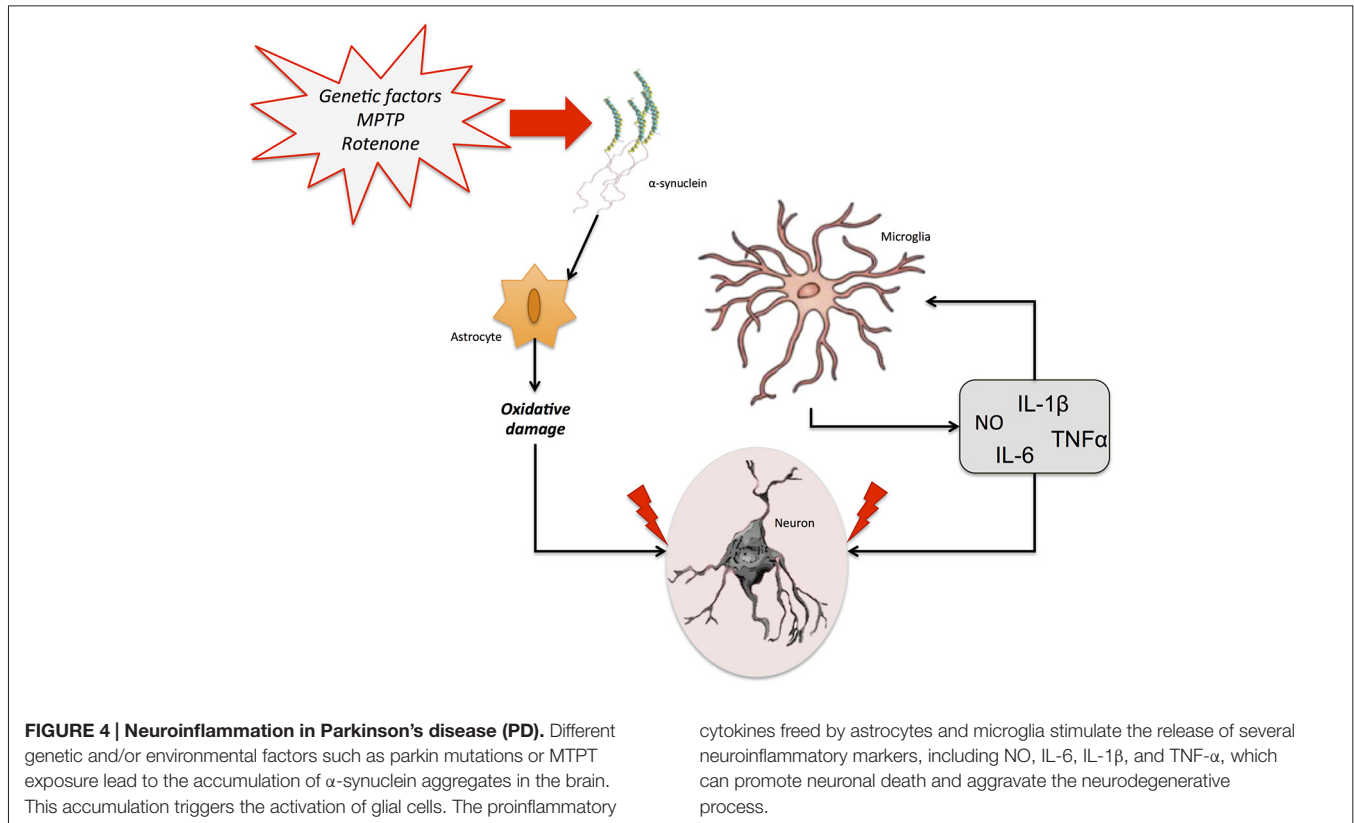 Genetic factors
MPTP
Rotenone
α-synuclein
Microglia
Astrocyte
Oxidative
damage
IL-1β
NO
TNFα
IL-6
Neuron
FIGURE 4 | Neuroinflammation in Parkinson's disease (PD). Different
genetic and/or environmental factors such as parkin mutations or MTPT
exposure lead to the accumulation of α-synuclein aggregates in the brain.
This accumulation triggers the activation of glial cells. The proinflammatory
cytokines freed by astrocytes and microglia stimulate the release of several
neuroinflammatory markers, including NO, IL-6, IL-1β, and TNF-α, which
can promote neuronal death and aggravate the neurodegenerative
process.